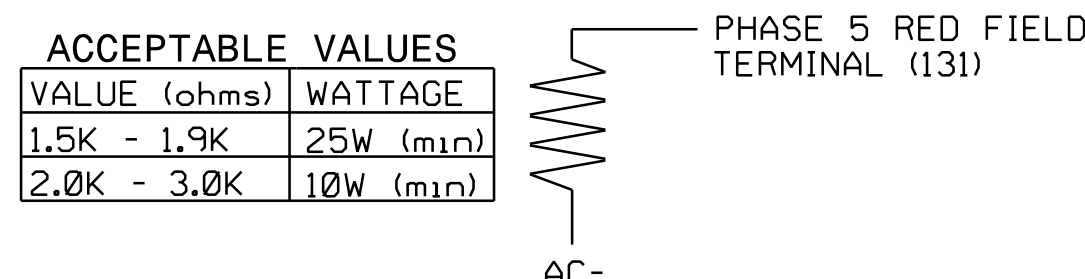 ACCEPTABLE VALUES
VALUE (ohms) WATTAGE
1.5K - 1.9K 25W (min)
2.0K - 3.0K 10W (min)
PHASE 5 RED FIELD
TERMINAL (131)
AC-